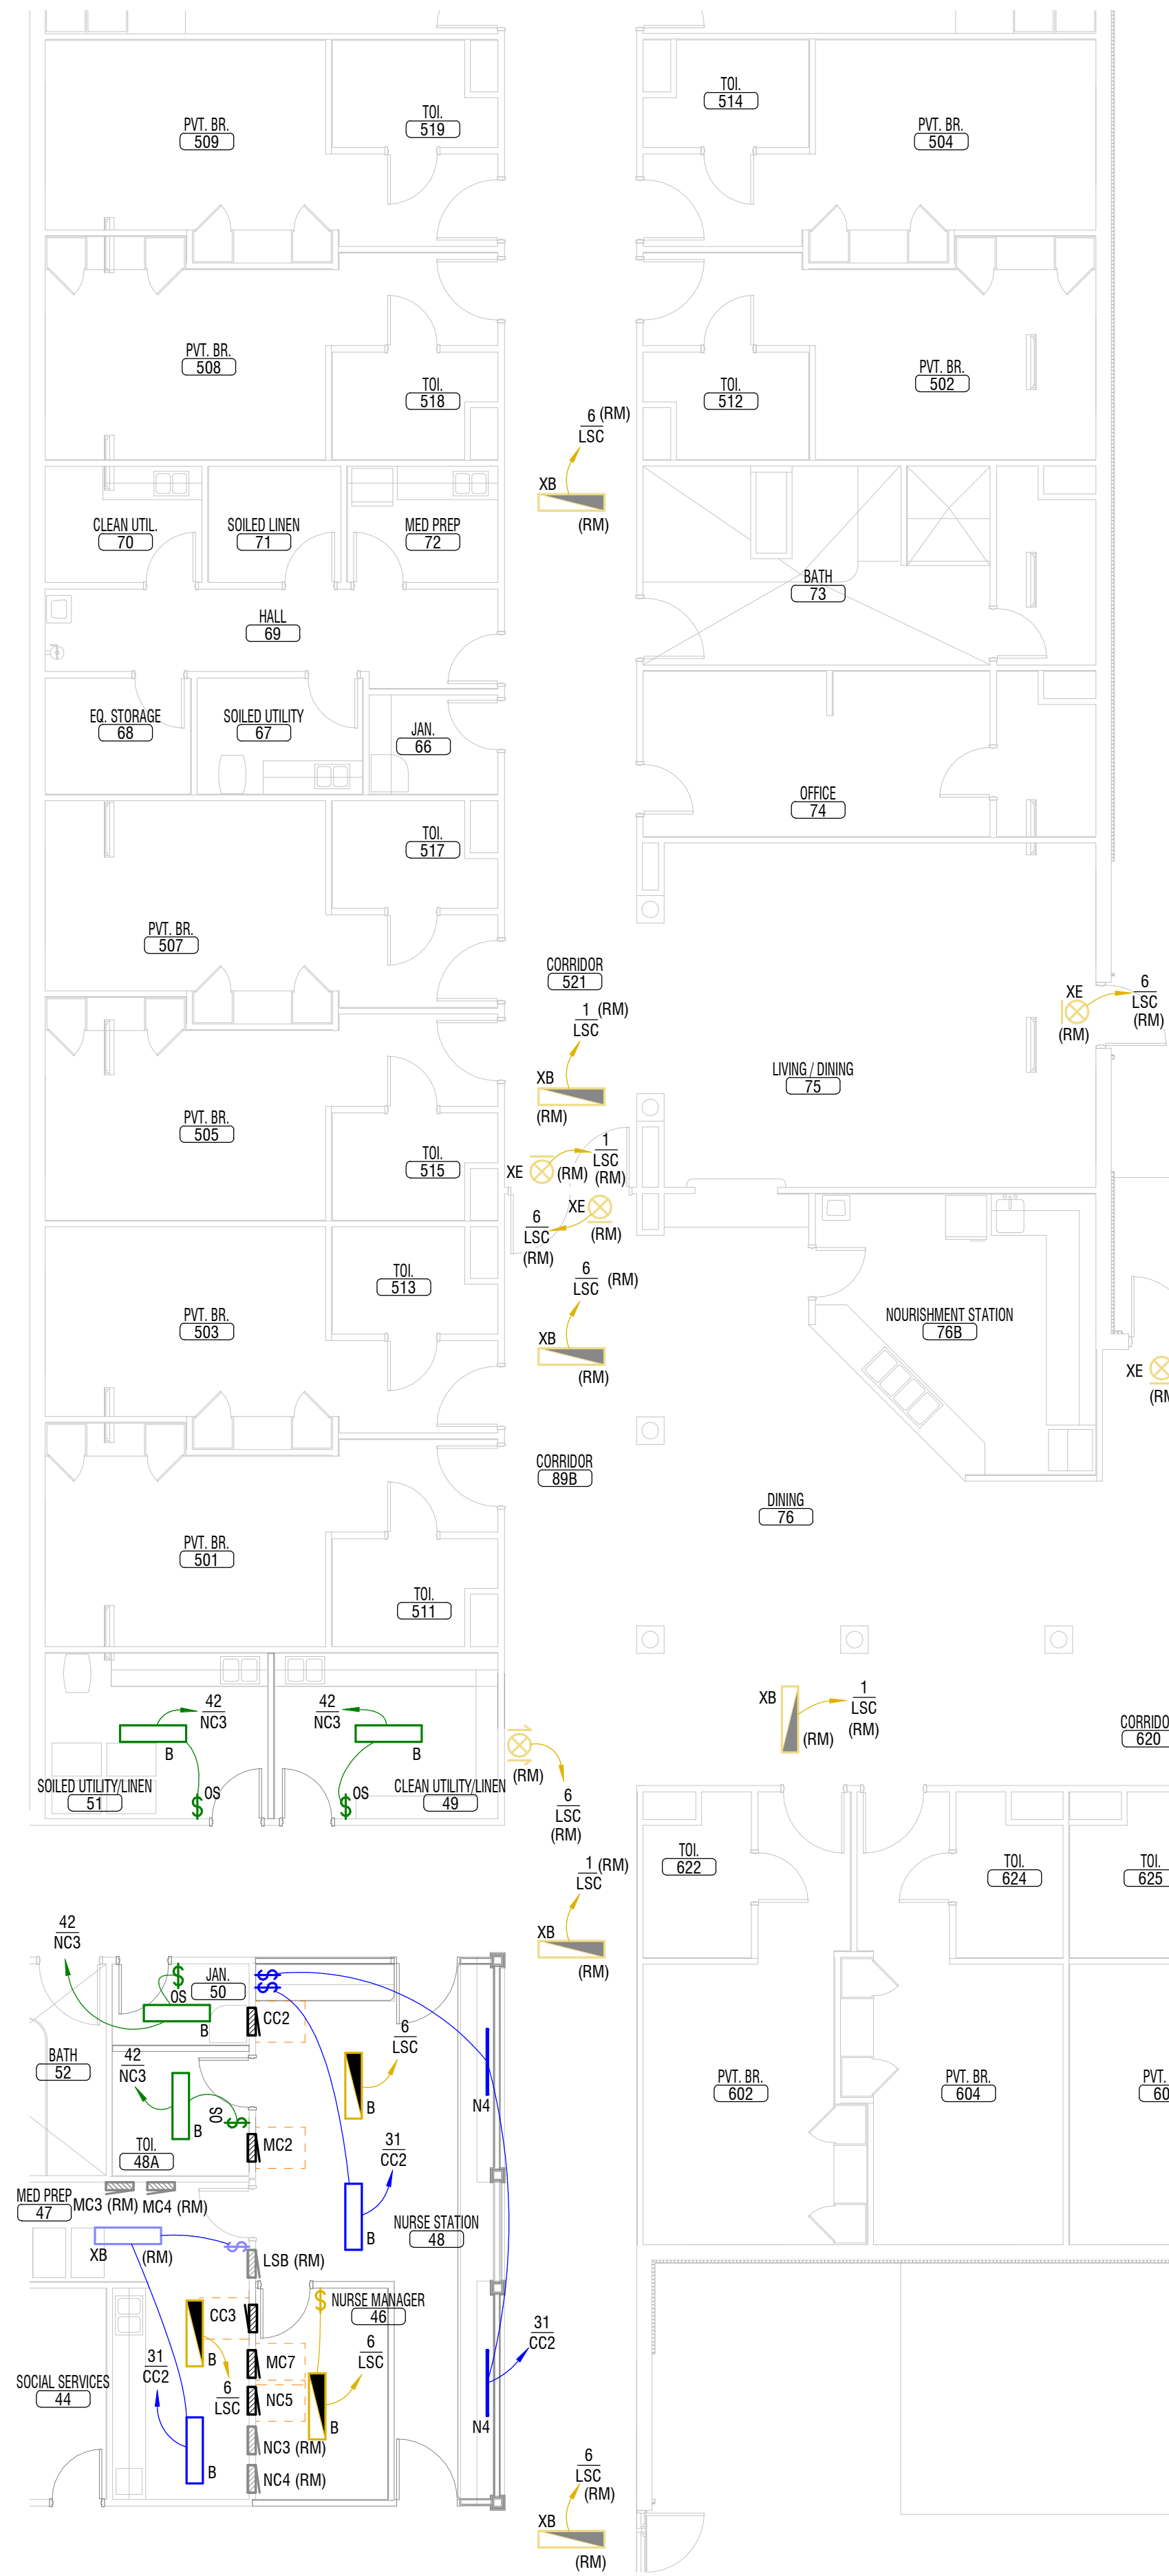 TOI.
514
TOI.
519
PVT. BR.
509
PVT. BR.
504
PVT. BR.
508
PVT. BR.
502
TOI.
518
TOI.
512
6 (RM)
LSC
XB
(RM)
CLEAN UTIL.
70
SOILED LINEN
71
MED PREP
72
BATH
73
HALL
69
EQ. STORAGE
68
SOILED UTILITY
67
JAN.
66
OFFICE
74
TOI.
517
PVT. BR.
507
CORRIDOR
521
XE
6
LSC
(RM)
(RM)
1 (RM)
LSC
XB
(RM)
LIVING / DINING
75
PVT. BR.
505
TOI.
515
XE
(RM)
1
LSC
(RM)
XE
(RM)
6
LSC
(RM)
TOI.
513
6 (RM)
LSC
XB
(RM)
PVT. BR.
503
NOURISHMENT STATION
76B
XE
CORRIDOR
89B
DINING
76
PVT. BR.
501
TOI.
511
42
NC3
B
OS
SOILED UTILITY/LINEN
51
42
NC3
B
OS
CLEAN UTILITY/LINEN
49
(RM)
6
LSC
(RM)
XB
(RM)
1
LSC
(RM)
CORRIDO
620
1 (RM)
LSC
XB
(RM)
TOI.
622
TOI.
624
TOI.
625
42
NC3
OS
JAN.
50
B
CC2
6
LSC
B
N4
BATH
52
42
NC3
OS
B
TOI.
48A
MC2
31
CC2
B
NURSE STATION
48
PVT. BR.
602
PVT. BR.
604
PVT.
60
MED PREP
47
MC3 (RM)
MC4 (RM)
XB
(RM)
LSB (RM)
CC3
NURSE MANAGER
46
31
CC2
SOCIAL SERVICES
44
31
CC2
B
6
LSC
MC7
6
LSC
NC5
B
NC3 (RM)
N4
B
NC4 (RM)
6
LSC
(RM)
XB
(RM)